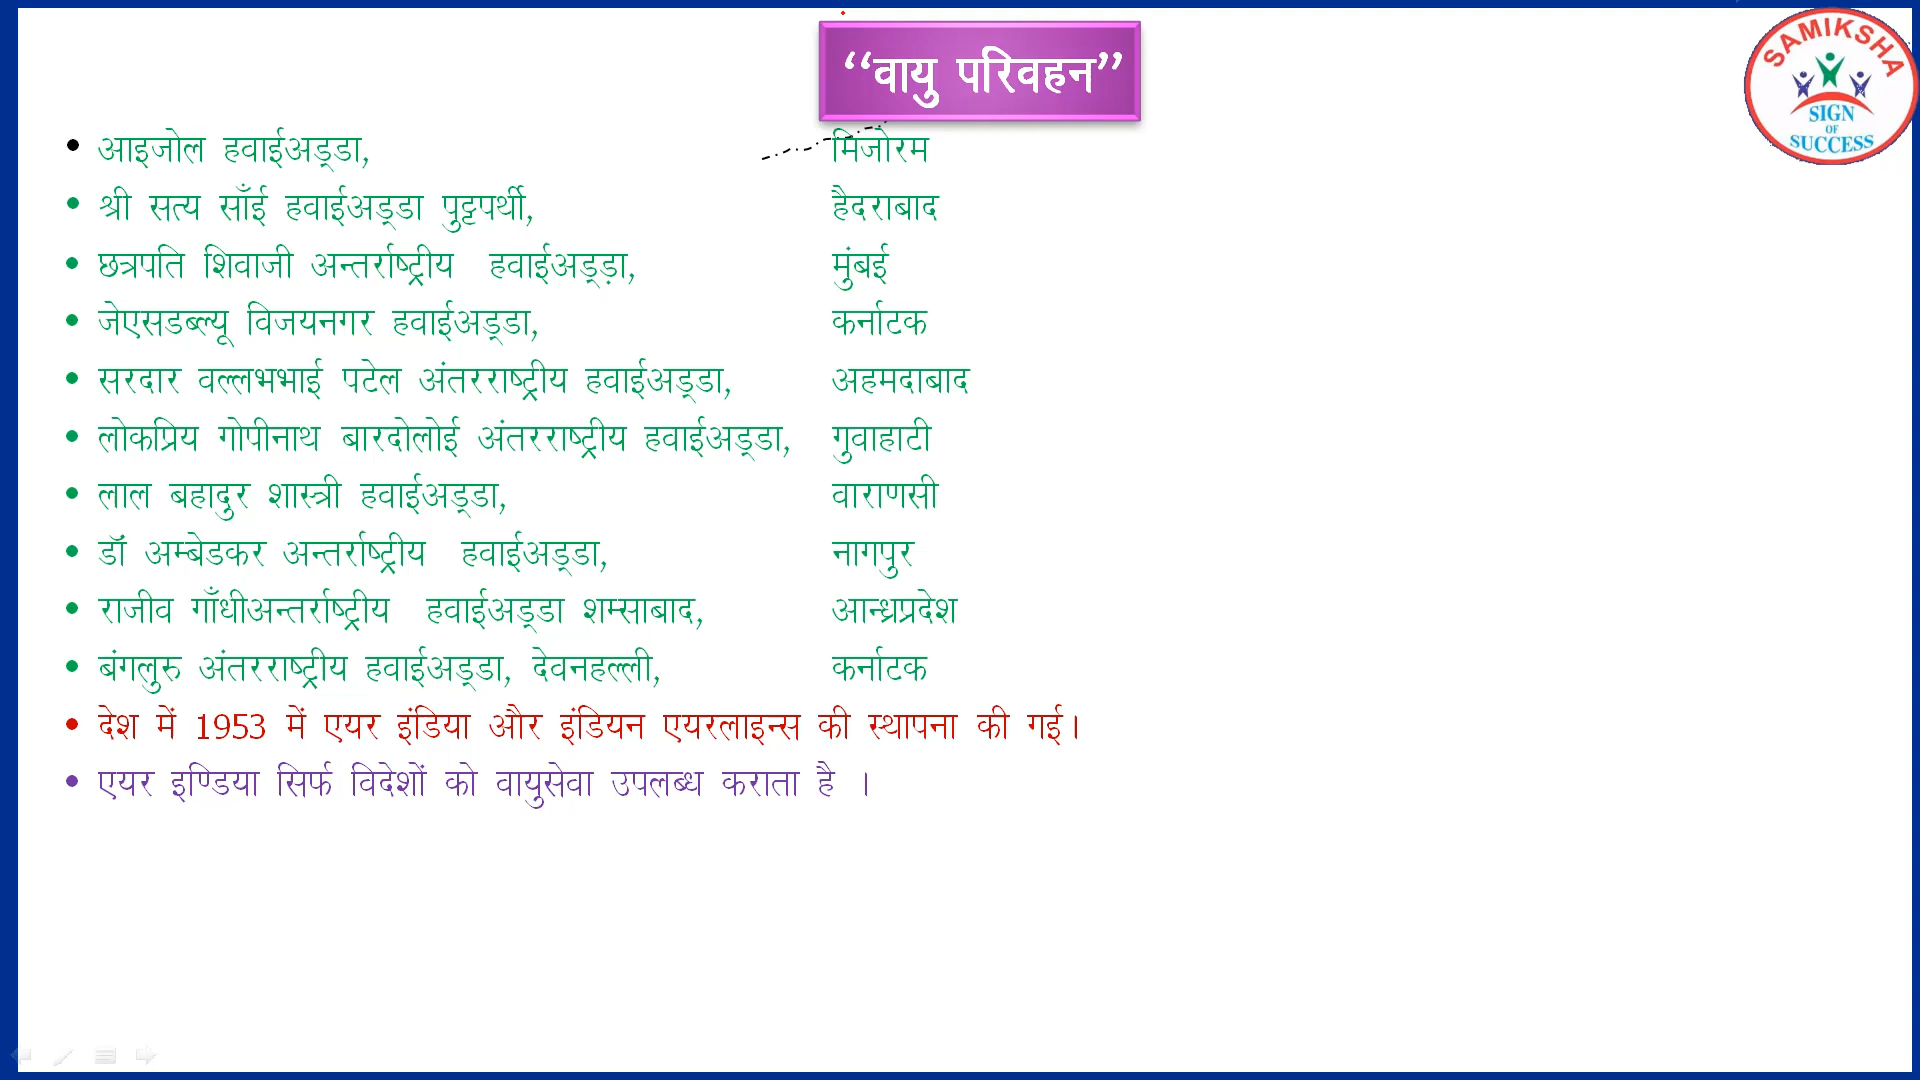 “वायु परिवहन”
SAMIKSHA
SIGN
OF
SUCCESS
• आइजोल हवाईअड्डा, मिजोरम
• श्री सत्य साँई हवाईअड्डा पुट्टपर्थी, हैदराबाद
• छत्रपति शिवाजी अन्तर्राष्ट्रीय हवाईअड्ड़ा, मुंबई
• जेएसडब्ल्यू विजयनगर हवाईअड्डा, कर्नाटक
• सरदार वल्लभभाई पटेल अंतरराष्ट्रीय हवाईअड्डा, अहमदाबाद
• लोकप्रिय गोपीनाथ बारदोलोई अंतरराष्ट्रीय हवाईअड्डा, गुवाहाटी
• लाल बहादुर शास्त्री हवाईअड्डा, वाराणसी
• डॉ अम्बेडकर अन्तर्राष्ट्रीय हवाईअड्डा, नागपुर
• राजीव गाँधीअन्तर्राष्ट्रीय हवाईअड्डा शम्साबाद, आन्ध्रप्रदेश
• बंगलुरु अंतरराष्ट्रीय हवाईअड्डा, देवनहल्ली, कर्नाटक
• देश में 1953 में एयर इंडिया और इंडियन एयरलाइन्स की स्थापना की गई।
• एयर इण्डिया सिर्फ विदेशों को वायुसेवा उपलब्ध कराता है ।